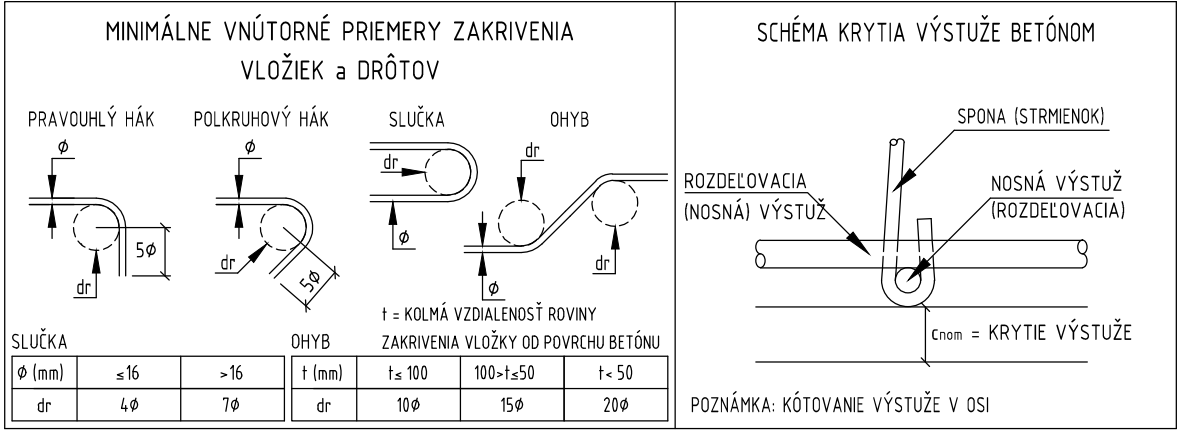 MINIMÁLNE VNÚTORNÉ PRIEMERY ZAKRIVENIA
VLOŽIEK a DRÔTOV
PRAVOUHLÝ HÁK
POLKRUHOVÝ HÁK
SLUČKA
OHYB
ϕ
dr
5ϕ
ϕ
dr
5ϕ
dr
ϕ
dr
ϕ
dr
t = KOLMÁ VZDIALENOSŤ ROVINY
ZAKRIVENIA VLOŽKY OD POVRCHU BETÓNU
SLUČKA
ϕ (mm) ≤16 >16
dr 4ϕ 7ϕ
OHYB
t (mm) t≤ 100 100>t≤50 t< 50
dr 10ϕ 15ϕ 20ϕ
SCHÉMA KRYTIA VÝSTUŽE BETÓNOM
SPONA (STRMIENOK)
ROZDEĽOVACIA
(NOSNÁ) VÝSTUŽ
NOSNÁ VÝSTUŽ
(ROZDEĽOVACIA)
cnom = KRYTIE VÝSTUŽE
POZNÁMKA: KÓTOVANIE VÝSTUŽE V OSI